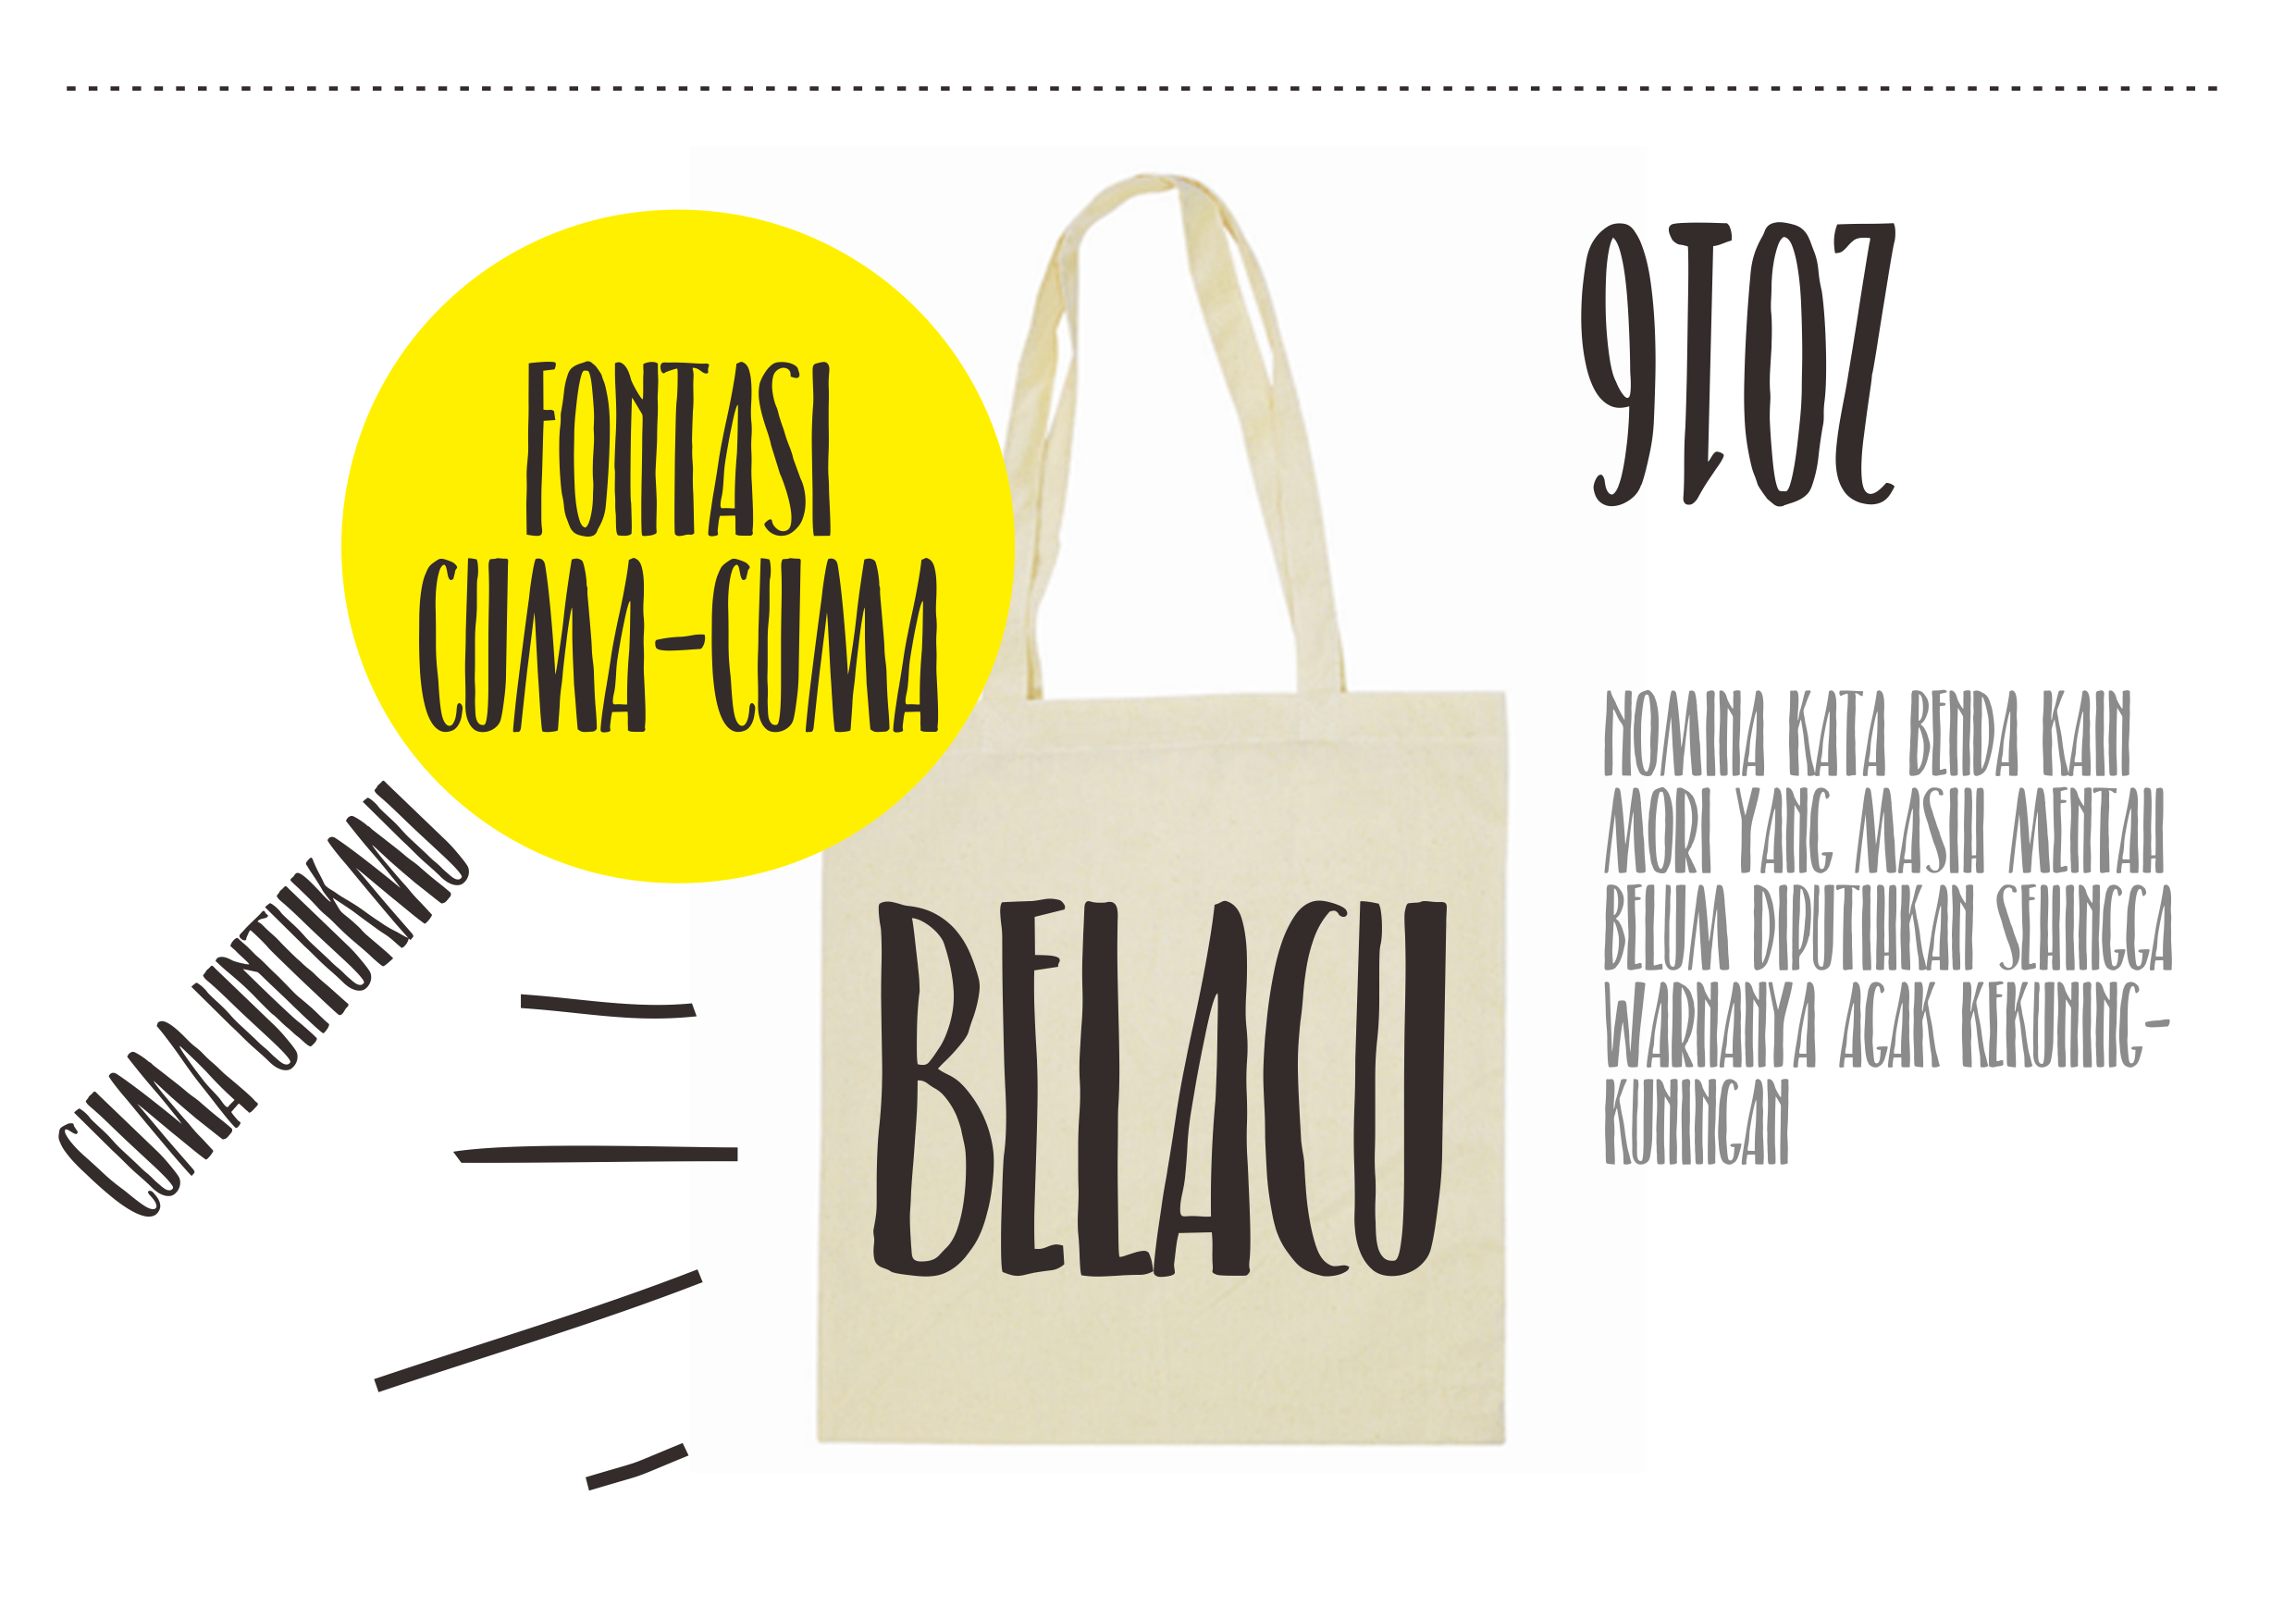 FONTASI
CUMA-CUMA
CUMA UNTUKMU
BELACU
2016
NOMINA KATA BENDA KAIN
MORI YANG MASIH MENTAH
BELUM DIPUTIHKAN SEHINGGA
WARNANYA AGAK KEKUNING-
KUNINGAN